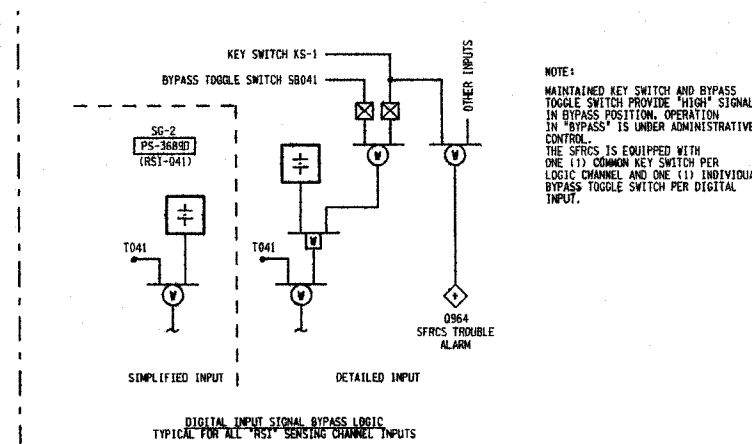 KEY SWITCH KS-1
BYPASS TOGGLE SWITCH SB041
OTHER INPUTS
SG-2
PS-3689D
(RSI-041)
T041
W
T041
W
W
W
W
Q964
SFRCS TROUBLE
ALARM
SIMPLIFIED INPUT
DETAILED INPUT
DIGITAL INPUT SIGNAL BYPASS LOGIC
TYPICAL FOR ALL "RSI" SENSING CHANNEL INPUTS
NOTE:
MAINTAINED KEY SWITCH AND BYPASS
TOGGLE SWITCH PROVIDE "HIGH" SIGNAL
IN BYPASS POSITION. OPERATION
IN "BYPASS" IS UNDER ADMINISTRATIVE
CONTROL.
THE SFRCS IS EQUIPPED WITH
ONE (1) COMMON KEY SWITCH PER
LOGIC CHANNEL AND ONE (1) INDIVIDUA
BYPASS TOGGLE SWITCH PER DIGITAL
INPUT.